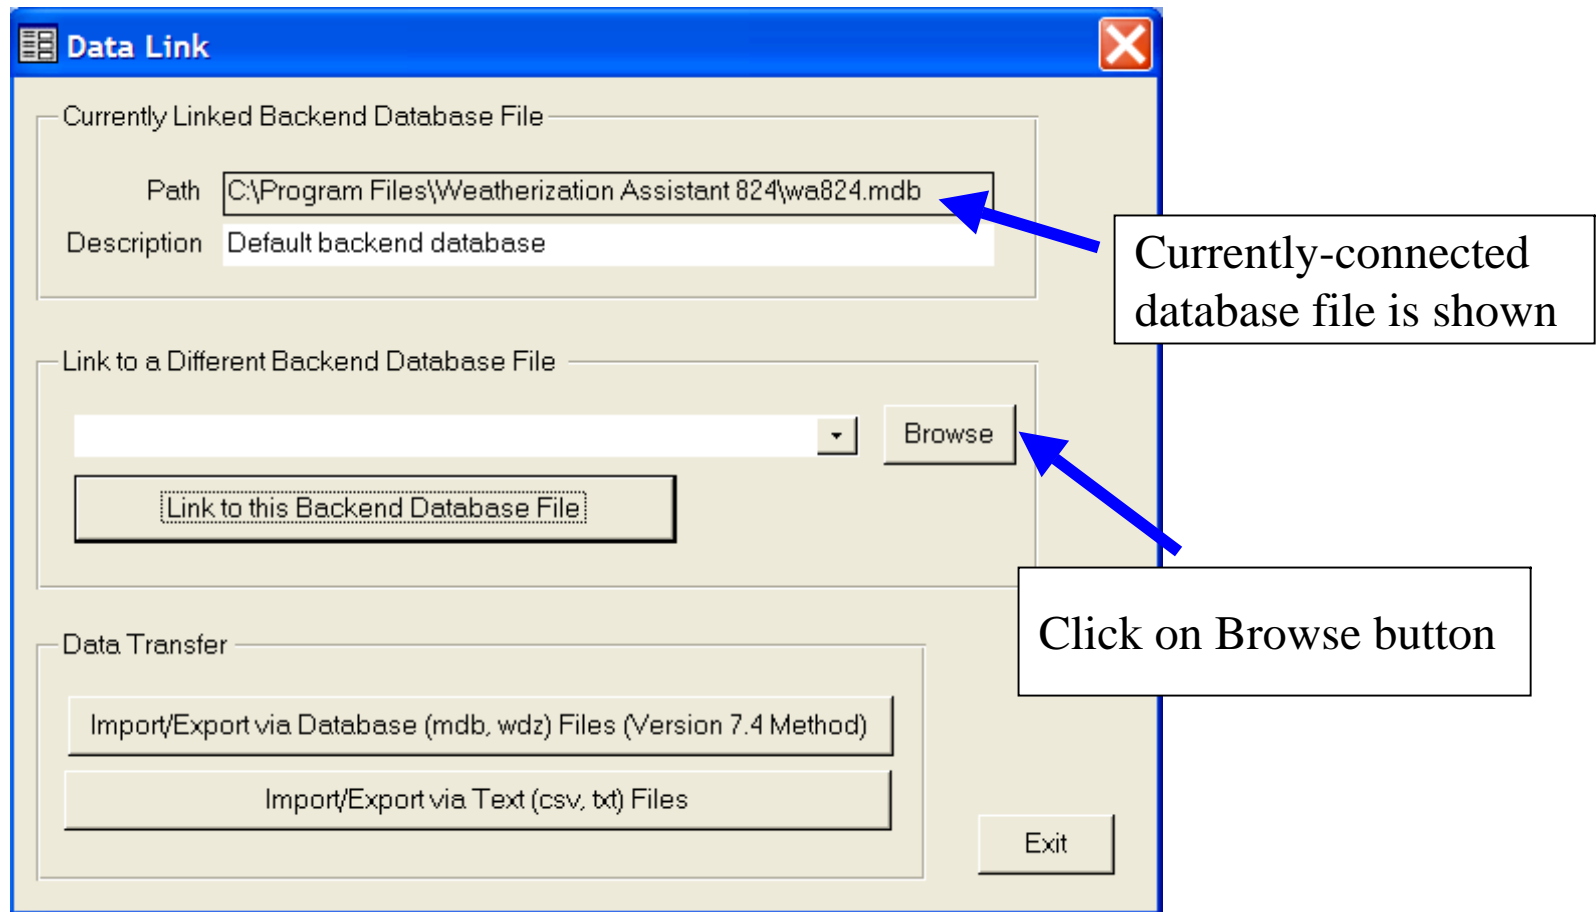 Data Link
Currently Linked Backend Database File
Path C:\Program Files\Weatherization Assistant 824\wa824.mdb
Description Default backend database
Currently-connected
database file is shown
Link to a Different Backend Database File
Browse
Link to this Backend Database File
Click on Browse button
Data Transfer
Import/Export via Database (mdb, wdz) Files (Version 7.4 Method)
Import/Export via Text (csv, txt) Files
Exit